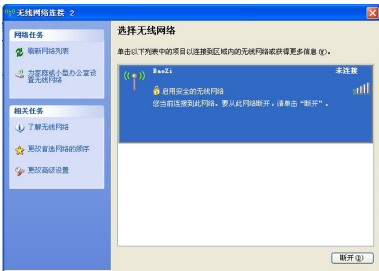 无线网络连接 2
网络任务
刷新网络列表
为家庭或小型办公室设
置无线网络
相关任务
了解无线网络
更改首选网络的顺序
更改高级设置
选择无线网络
单击以下列表中的项目以连接到区域内的无线网络或获得更多信息(W)。
BaoZi
未连接
启用安全的无线网络
您当前连接到此网络。要从此网络断开，请单击“断开”。
断开(D)